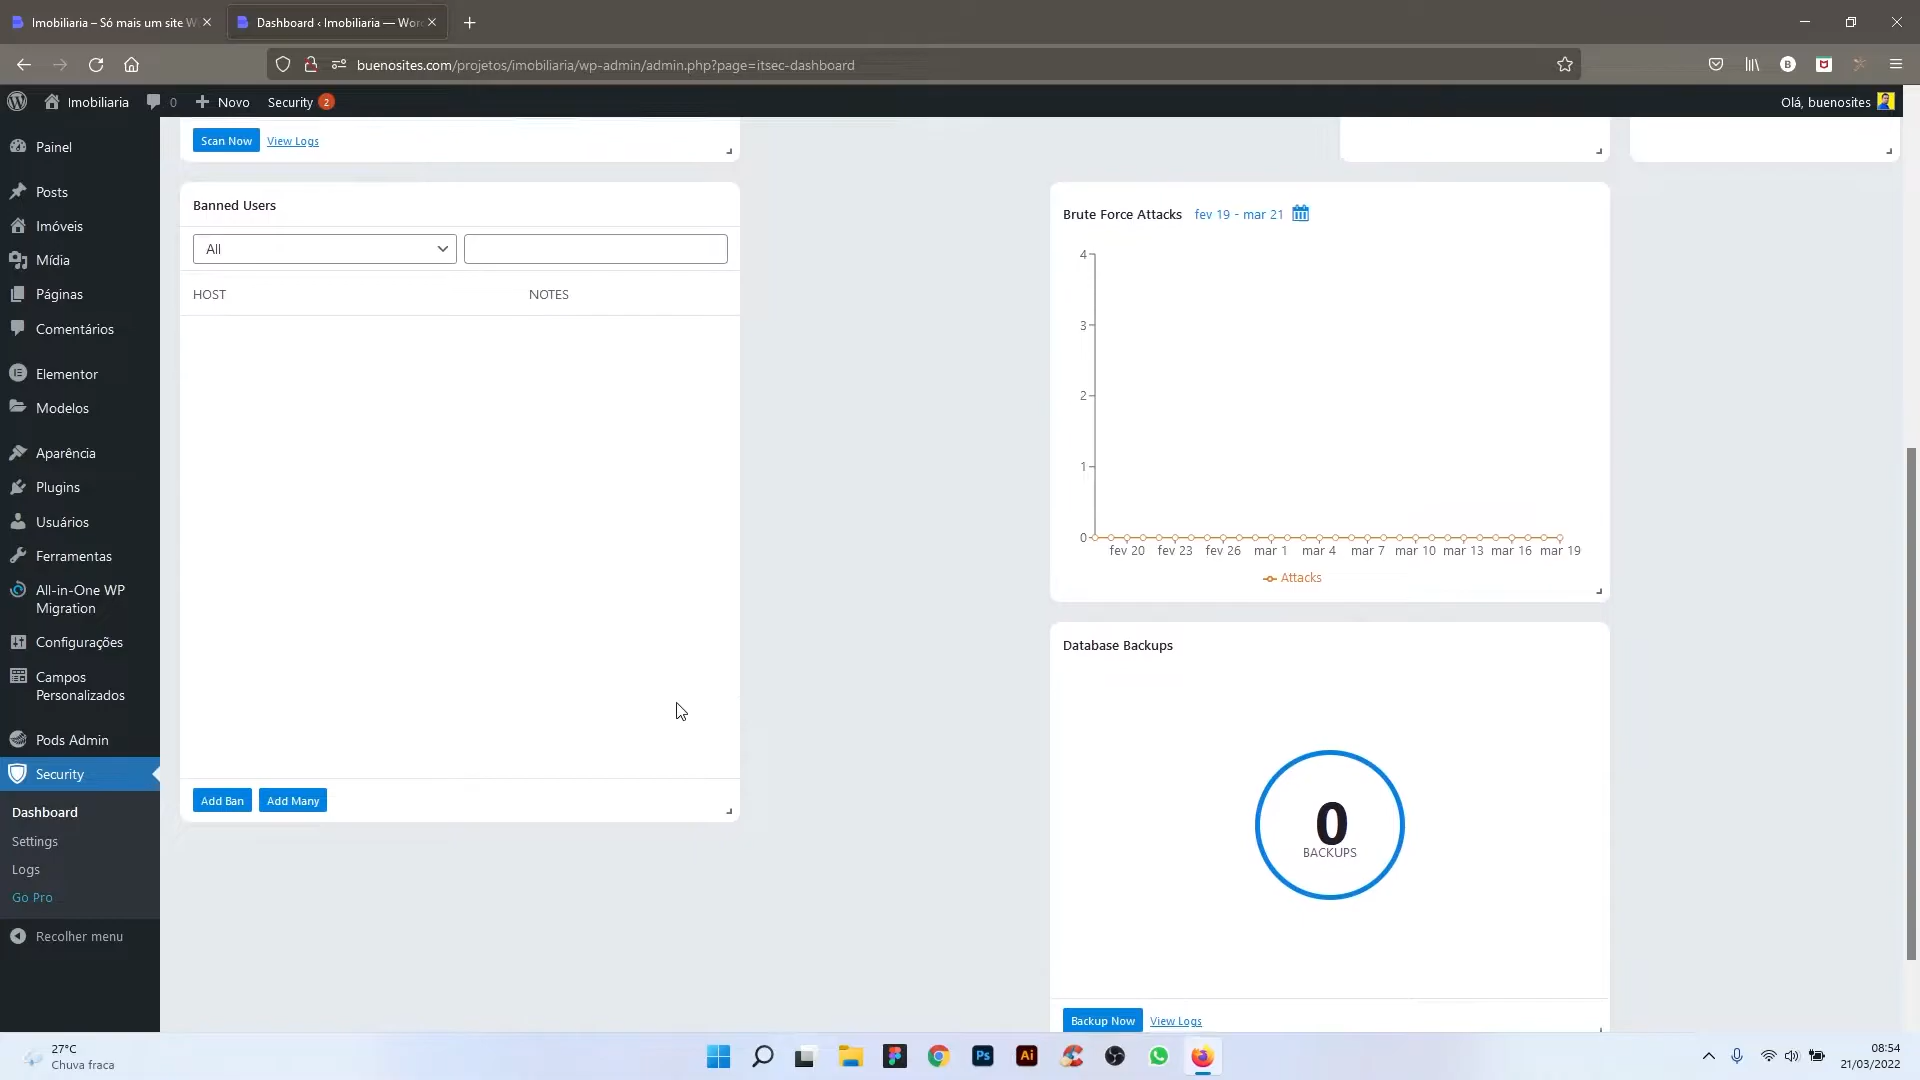 Imobiliaria – Só mais um site W
Dashboard ‹ Imobiliaria — Wor
buenosites.com/projetos/imobiliaria/wp-admin/admin.php?page=itsec-dashboard
Imobiliaria
0
Novo
Security 2
Olá, buenosites
Painel
Posts
Imóveis
Mídia
Páginas
Comentários
Elementor
Modelos
Aparência
Plugins
Usuários
Ferramentas
All-in-One WP
Migration
Configurações
Campos
Personalizados
Pods Admin
Security
Dashboard
Settings
Logs
Go Pro
Recolher menu
Scan Now View Logs
Banned Users
All
HOST NOTES
Add Ban Add Many
Brute Force Attacks fev 19 - mar 21
4
3
2
1
0
fev 20 fev 23 fev 26 mar 1 mar 4 mar 7 mar 10 mar 13 mar 16 mar 19
Attacks
Database Backups
0
BACKUPS
Backup Now View Logs
27°C
Chuva fraca
Ps
Ai
08:54
21/03/2022